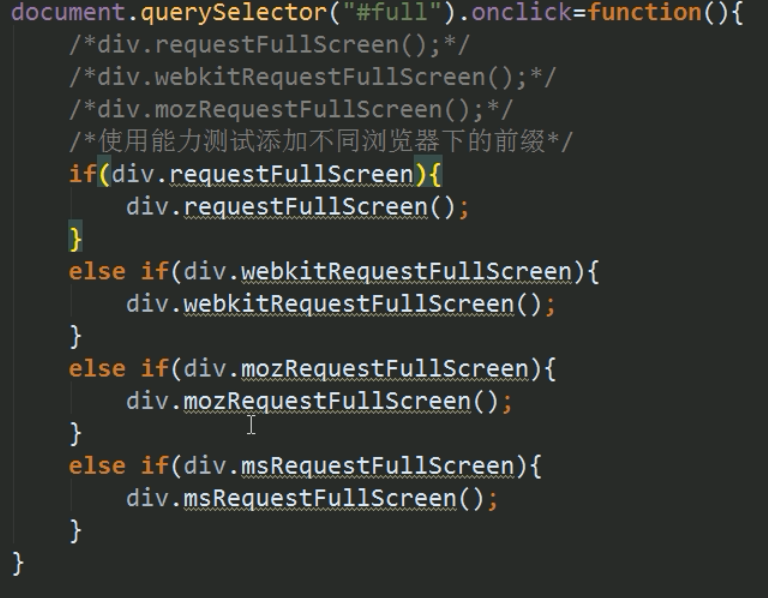 document.querySelector("#full").onclick=function(){
/*div.requestFullScreen();*/
/*div.webkitRequestFullScreen();*/
/*div.mozRequestFullScreen();*/
/*使用能力测试添加不同浏览器下的前缀*/
if(div.requestFullScreen){
div.requestFullScreen();
}
else if(div.webkitRequestFullScreen){
div.webkitRequestFullScreen();
}
else if(div.mozRequestFullScreen){
div.mozRequestFullScreen();
}
else if(div.msRequestFullScreen){
div.msRequestFullScreen();
}
}